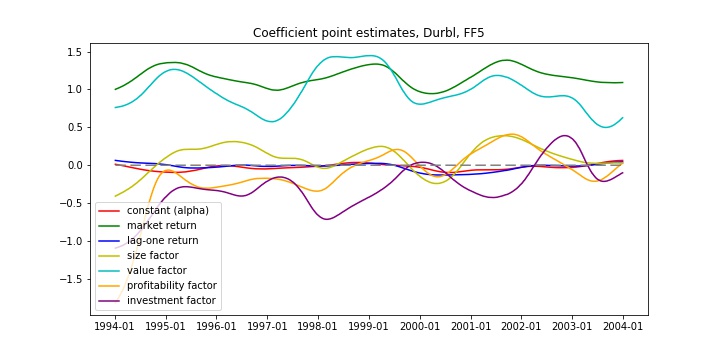 Coefficient point estimates, Durbl, FF5
1.5
1.0
0.5
0.0
−0.5
−1.0
−1.5
constant (alpha)
market return
lag-one return
size factor
value factor
profitability factor
investment factor
1994-01 1995-01 1996-01 1997-01 1998-01 1999-01 2000-01 2001-01 2002-01 2003-01 2004-01